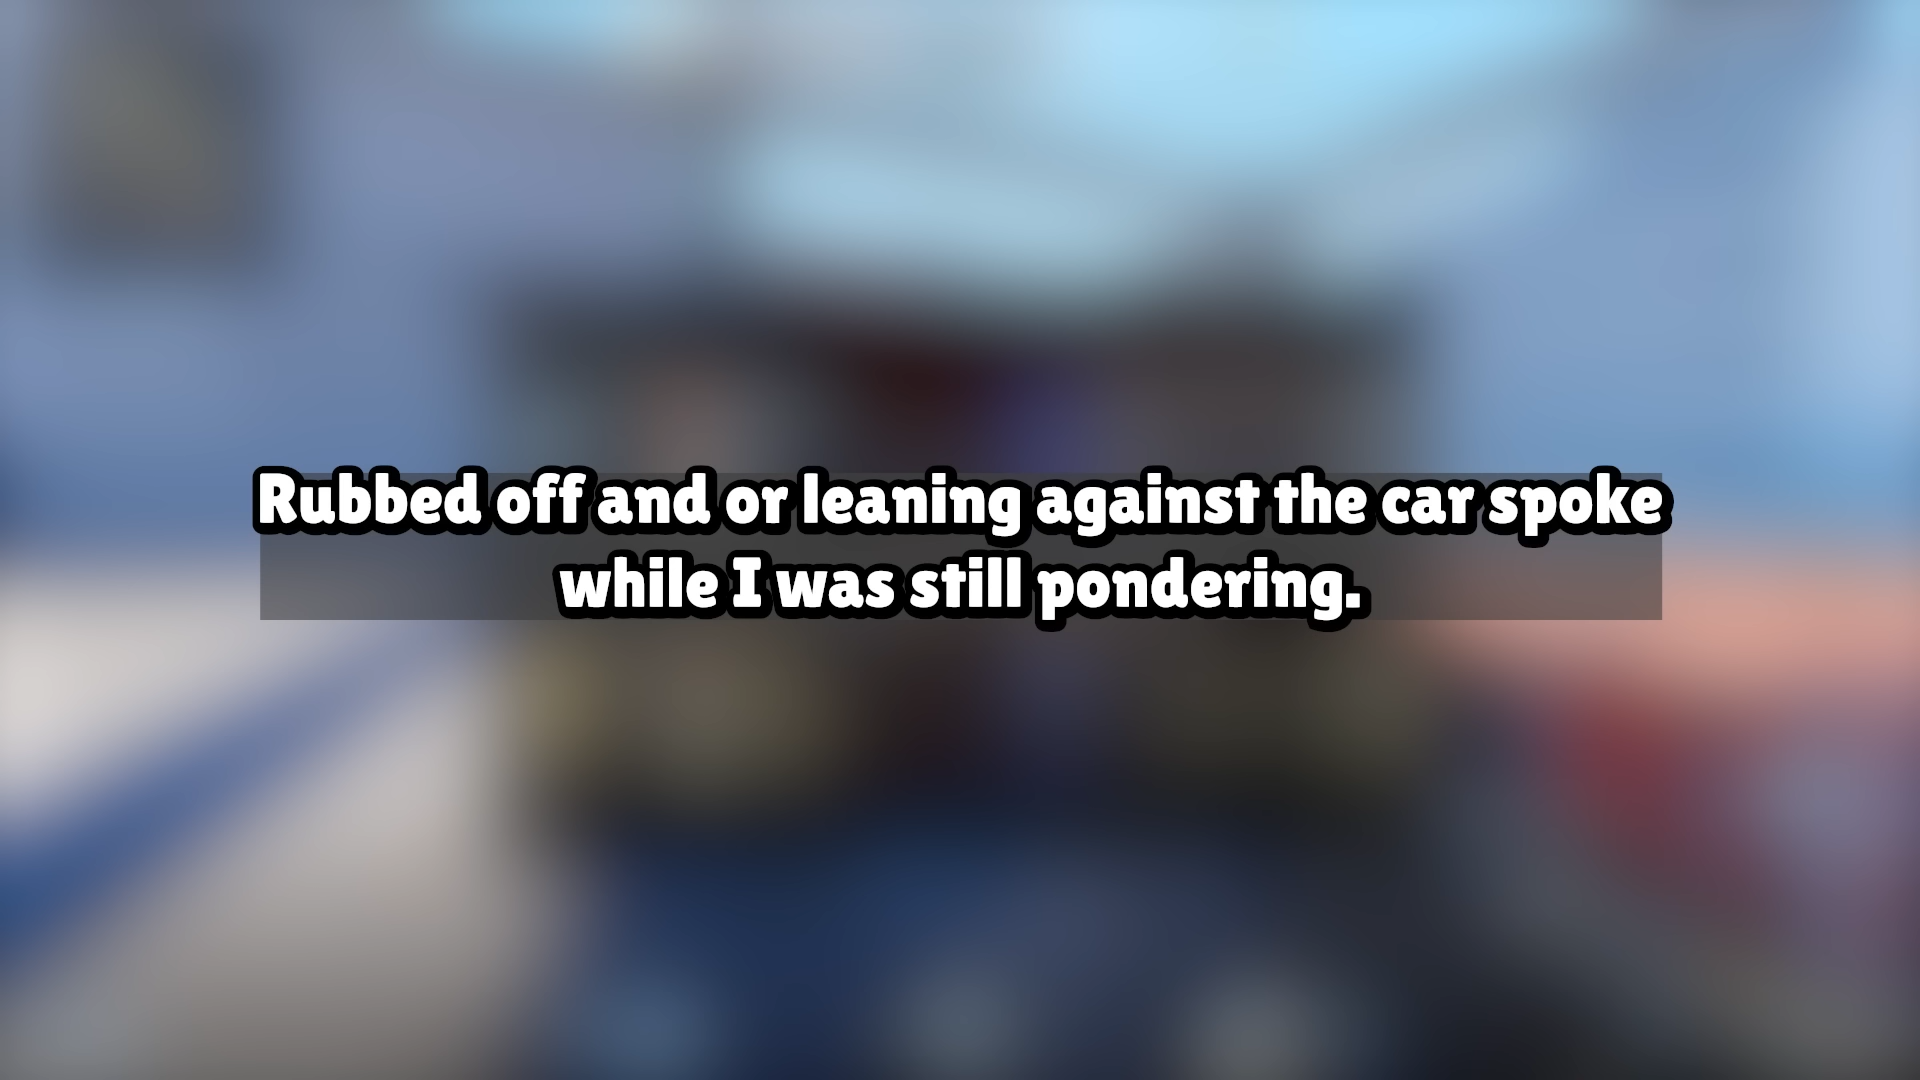 Rubbed off and or leaning against the car spoke
while I was still pondering.